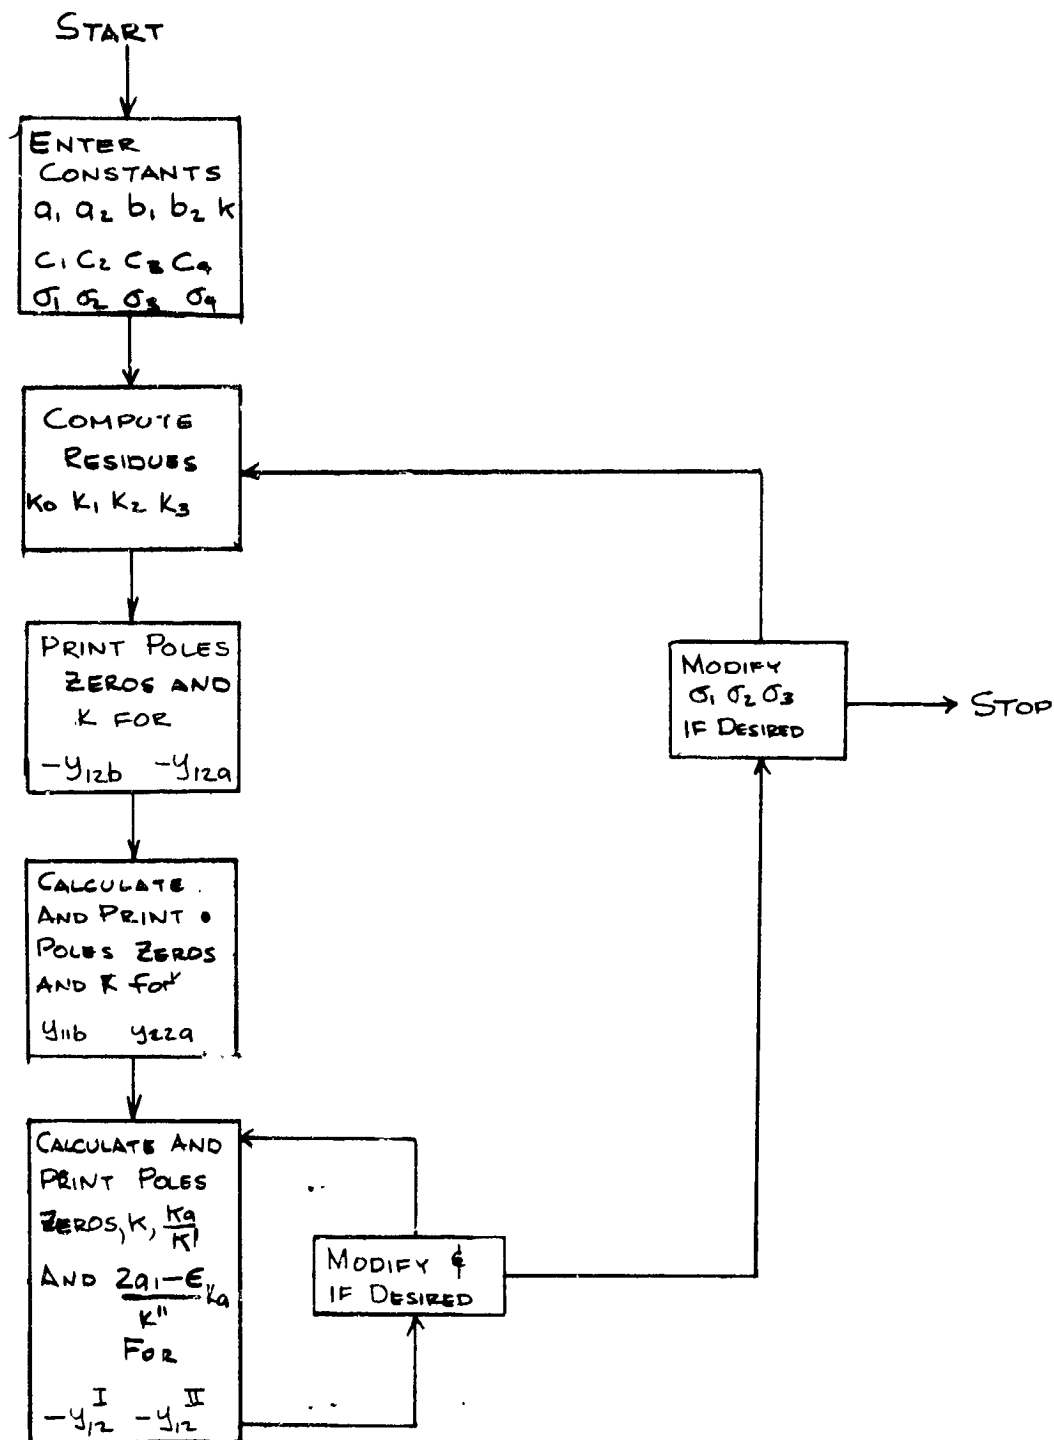 START
ENTER
CONSTANTS
a₁ a₂ b₁ b₂ K
C₁ C₂ C₃ C₄
σ₁ σ₂ σ₃ σ₄
COMPUTE
RESIDUES
K₀ K₁ K₂ K₃
PRINT POLES
ZEROS AND
K FOR
-y₁₂b -y₁₂a
CALCULATE
AND PRINT
POLES ZEROS
AND K for
y₁₁b y₂₂a
CALCULATE AND
PRINT POLES
ZEROS, K, Ka/K'
AND 2a₁-ϵ/K'' Ka
FOR
-y₁₂ᴵ -y₁₂ᴵᴵ
MODIFY ϵ
IF DESIRED
MODIFY
σ₁ σ₂ σ₃
IF DESIRED
STOP